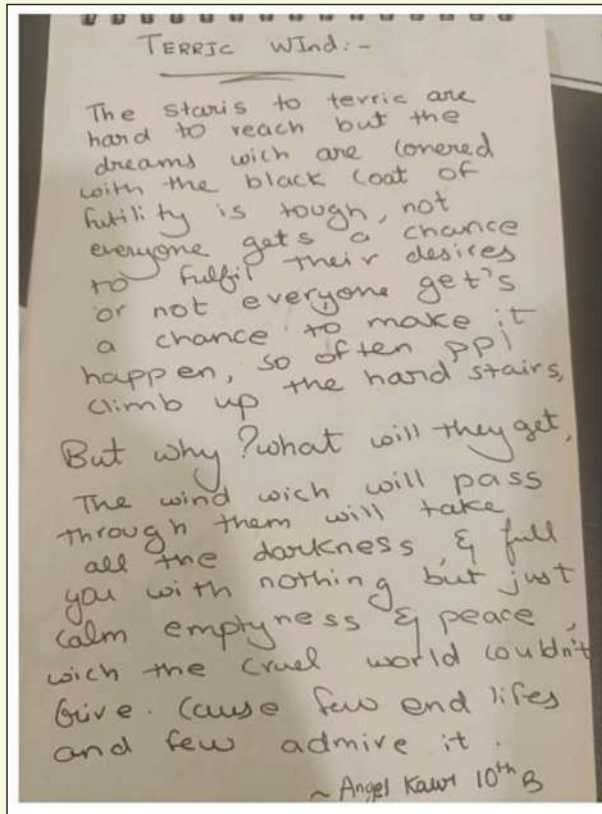 TERRIC WInd:-
The staris to terric are
hard to reach but the
dreams wich are conered
with the black coat of
futility is tough, not
everyone gets a chance
to fulfil their desires
or not everyone get's
a chance to make it
happen, so often ppl
climb up the hard stairs,
But why? what will they get,
The wind wich will pass
through them will take
all the darkness & full
you with nothing but just
calm emptyness & peace,
wich the cruel world couldn't
Give. Cause few end lifes
and few admire it.
~ Angel Kaur 10th B